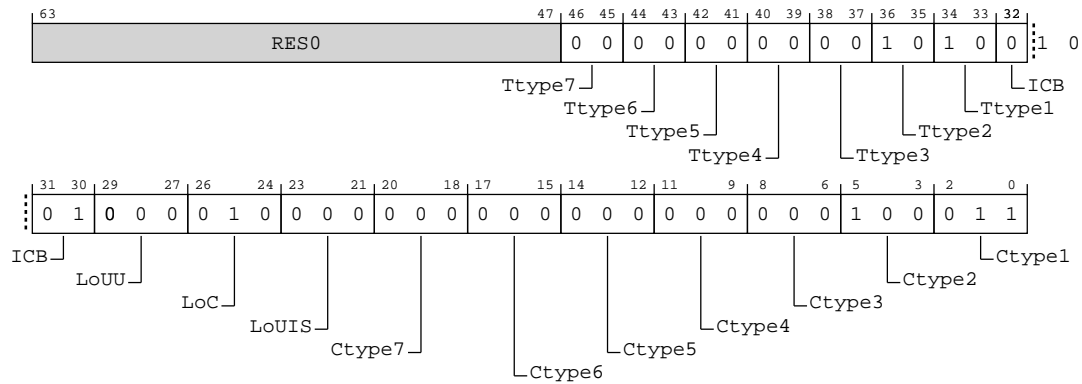 63 47 46 45 44 43 42 41 40 39 38 37 36 35 34 33 32
RES0 0 0 0 0 0 0 0 0 0 0 1 0 1 0 0 1 0
Ttype7 ICB
Ttype6 Ttype1
Ttype5 Ttype2
Ttype4 Ttype3
31 30 29 27 26 24 23 21 20 18 17 15 14 12 11 9 8 6 5 3 2 0
0 1 0 0 0 0 1 0 0 0 0 0 0 0 0 0 0 0 0 0 0 0 0 0 0 0 1 0 0 0 1 1
ICB Ctype1
LoUU Ctype2
LoC Ctype3
LoUIS Ctype4
Ctype7 Ctype5
Ctype6